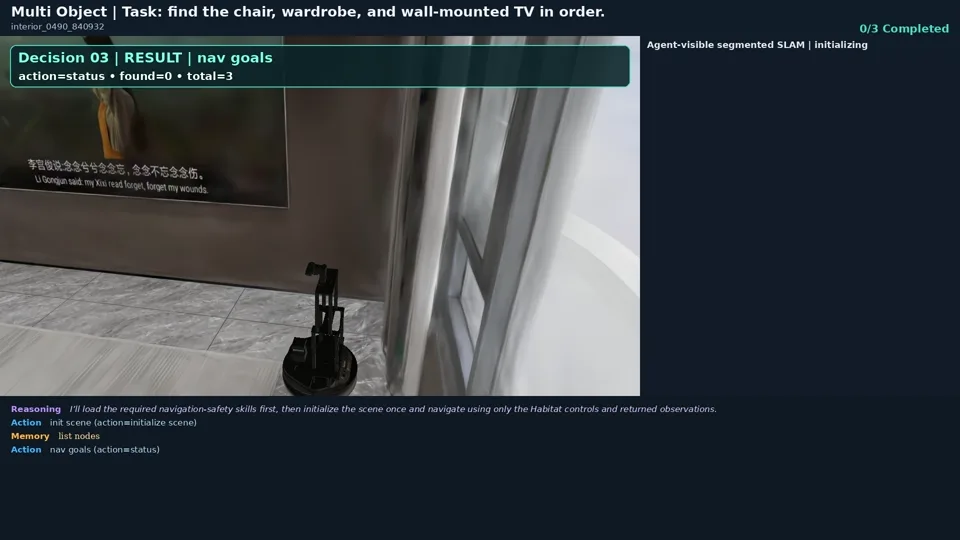 Multi Object | Task: find the chair, wardrobe, and wall-mounted TV in order.
interior_0490_840932
0/3 Completed
Decision 03 | RESULT | nav goals
action=status • found=0 • total=3
Agent-visible segmented SLAM | initializing
李宫俊说:念念兮兮念念忘，念念不忘念念伤。
Li Gongjun said: my Xixi read forget, forget my wounds.
Reasoning I'll load the required navigation-safety skills first, then initialize the scene once and navigate using only the Habitat controls and returned observations.
Action init scene (action=initialize scene)
Memory list nodes
Action nav goals (action=status)